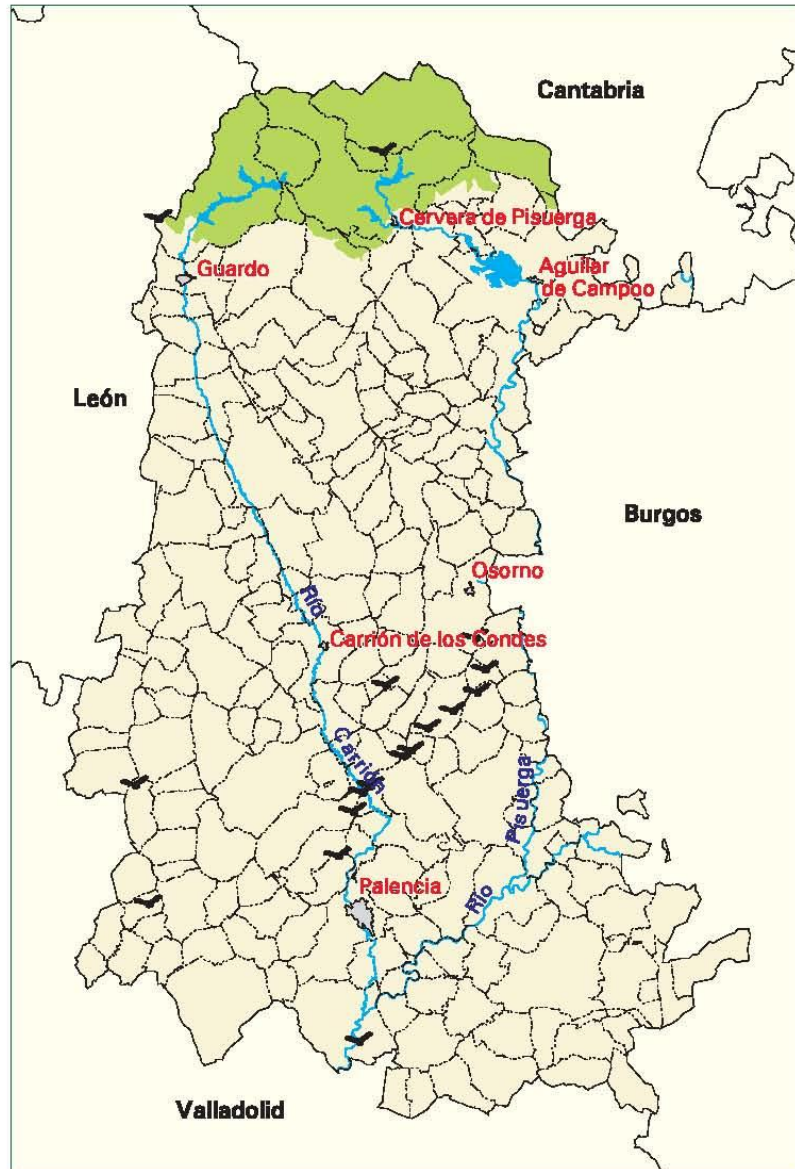 Cantabria
Cervera de Pisuerga
Guardo
Aguilar
de Campoo
León
Burgos
Osorno
Río
Carrión de los Condes
Carrión
Pisuerga
Palencia
Río
Valladolid